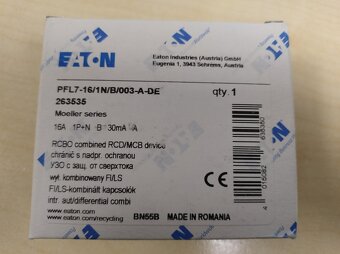 EATON
Eaton Industries (Austria) GmbH
Eugenia 1, 3943 Schrems, Austria
PFL7-16/1N/B/003-A-DE
qty. 1
263535
Moeller series
16A 1P+N B 30mA A
RCBO combined RCD/MCB device
chránič s nadpr. ochranou
УЗО с защ. от сверхтока
wył. kombinowany FI/LS
FI/LS-kombinált kapcsolók
intr. aut/differential combi
www.eaton.com
www.eaton.com/recycling
BN55B
MADE IN ROMANIA
CE